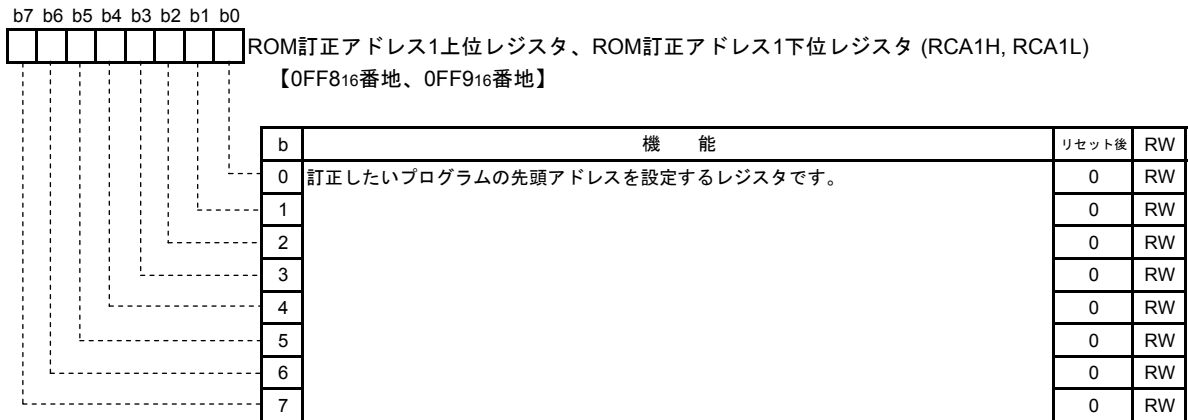 b7 b6 b5 b4 b3 b2 b1 b0
ROM訂正アドレス1上位レジスタ、ROM訂正アドレス1下位レジスタ (RCA1H, RCA1L)
【0FF816番地、0FF916番地】
b 機 能 リセット後 RW
0 訂正したいプログラムの先頭アドレスを設定するレジスタです。 0 RW
1 0 RW
2 0 RW
3 0 RW
4 0 RW
5 0 RW
6 0 RW
7 0 RW